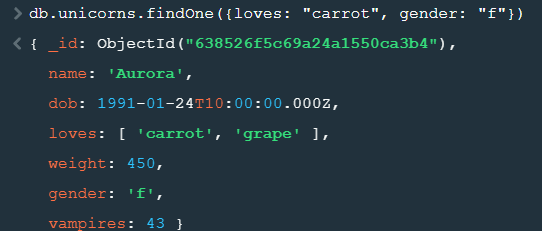 > db.unicorns.findOne({loves: "carrot", gender: "f"})
< { _id: ObjectId("638526f5c69a24a1550ca3b4"),
name: 'Aurora',
dob: 1991-01-24T10:00:00.000Z,
loves: [ 'carrot', 'grape' ],
weight: 450,
gender: 'f',
vampires: 43 }